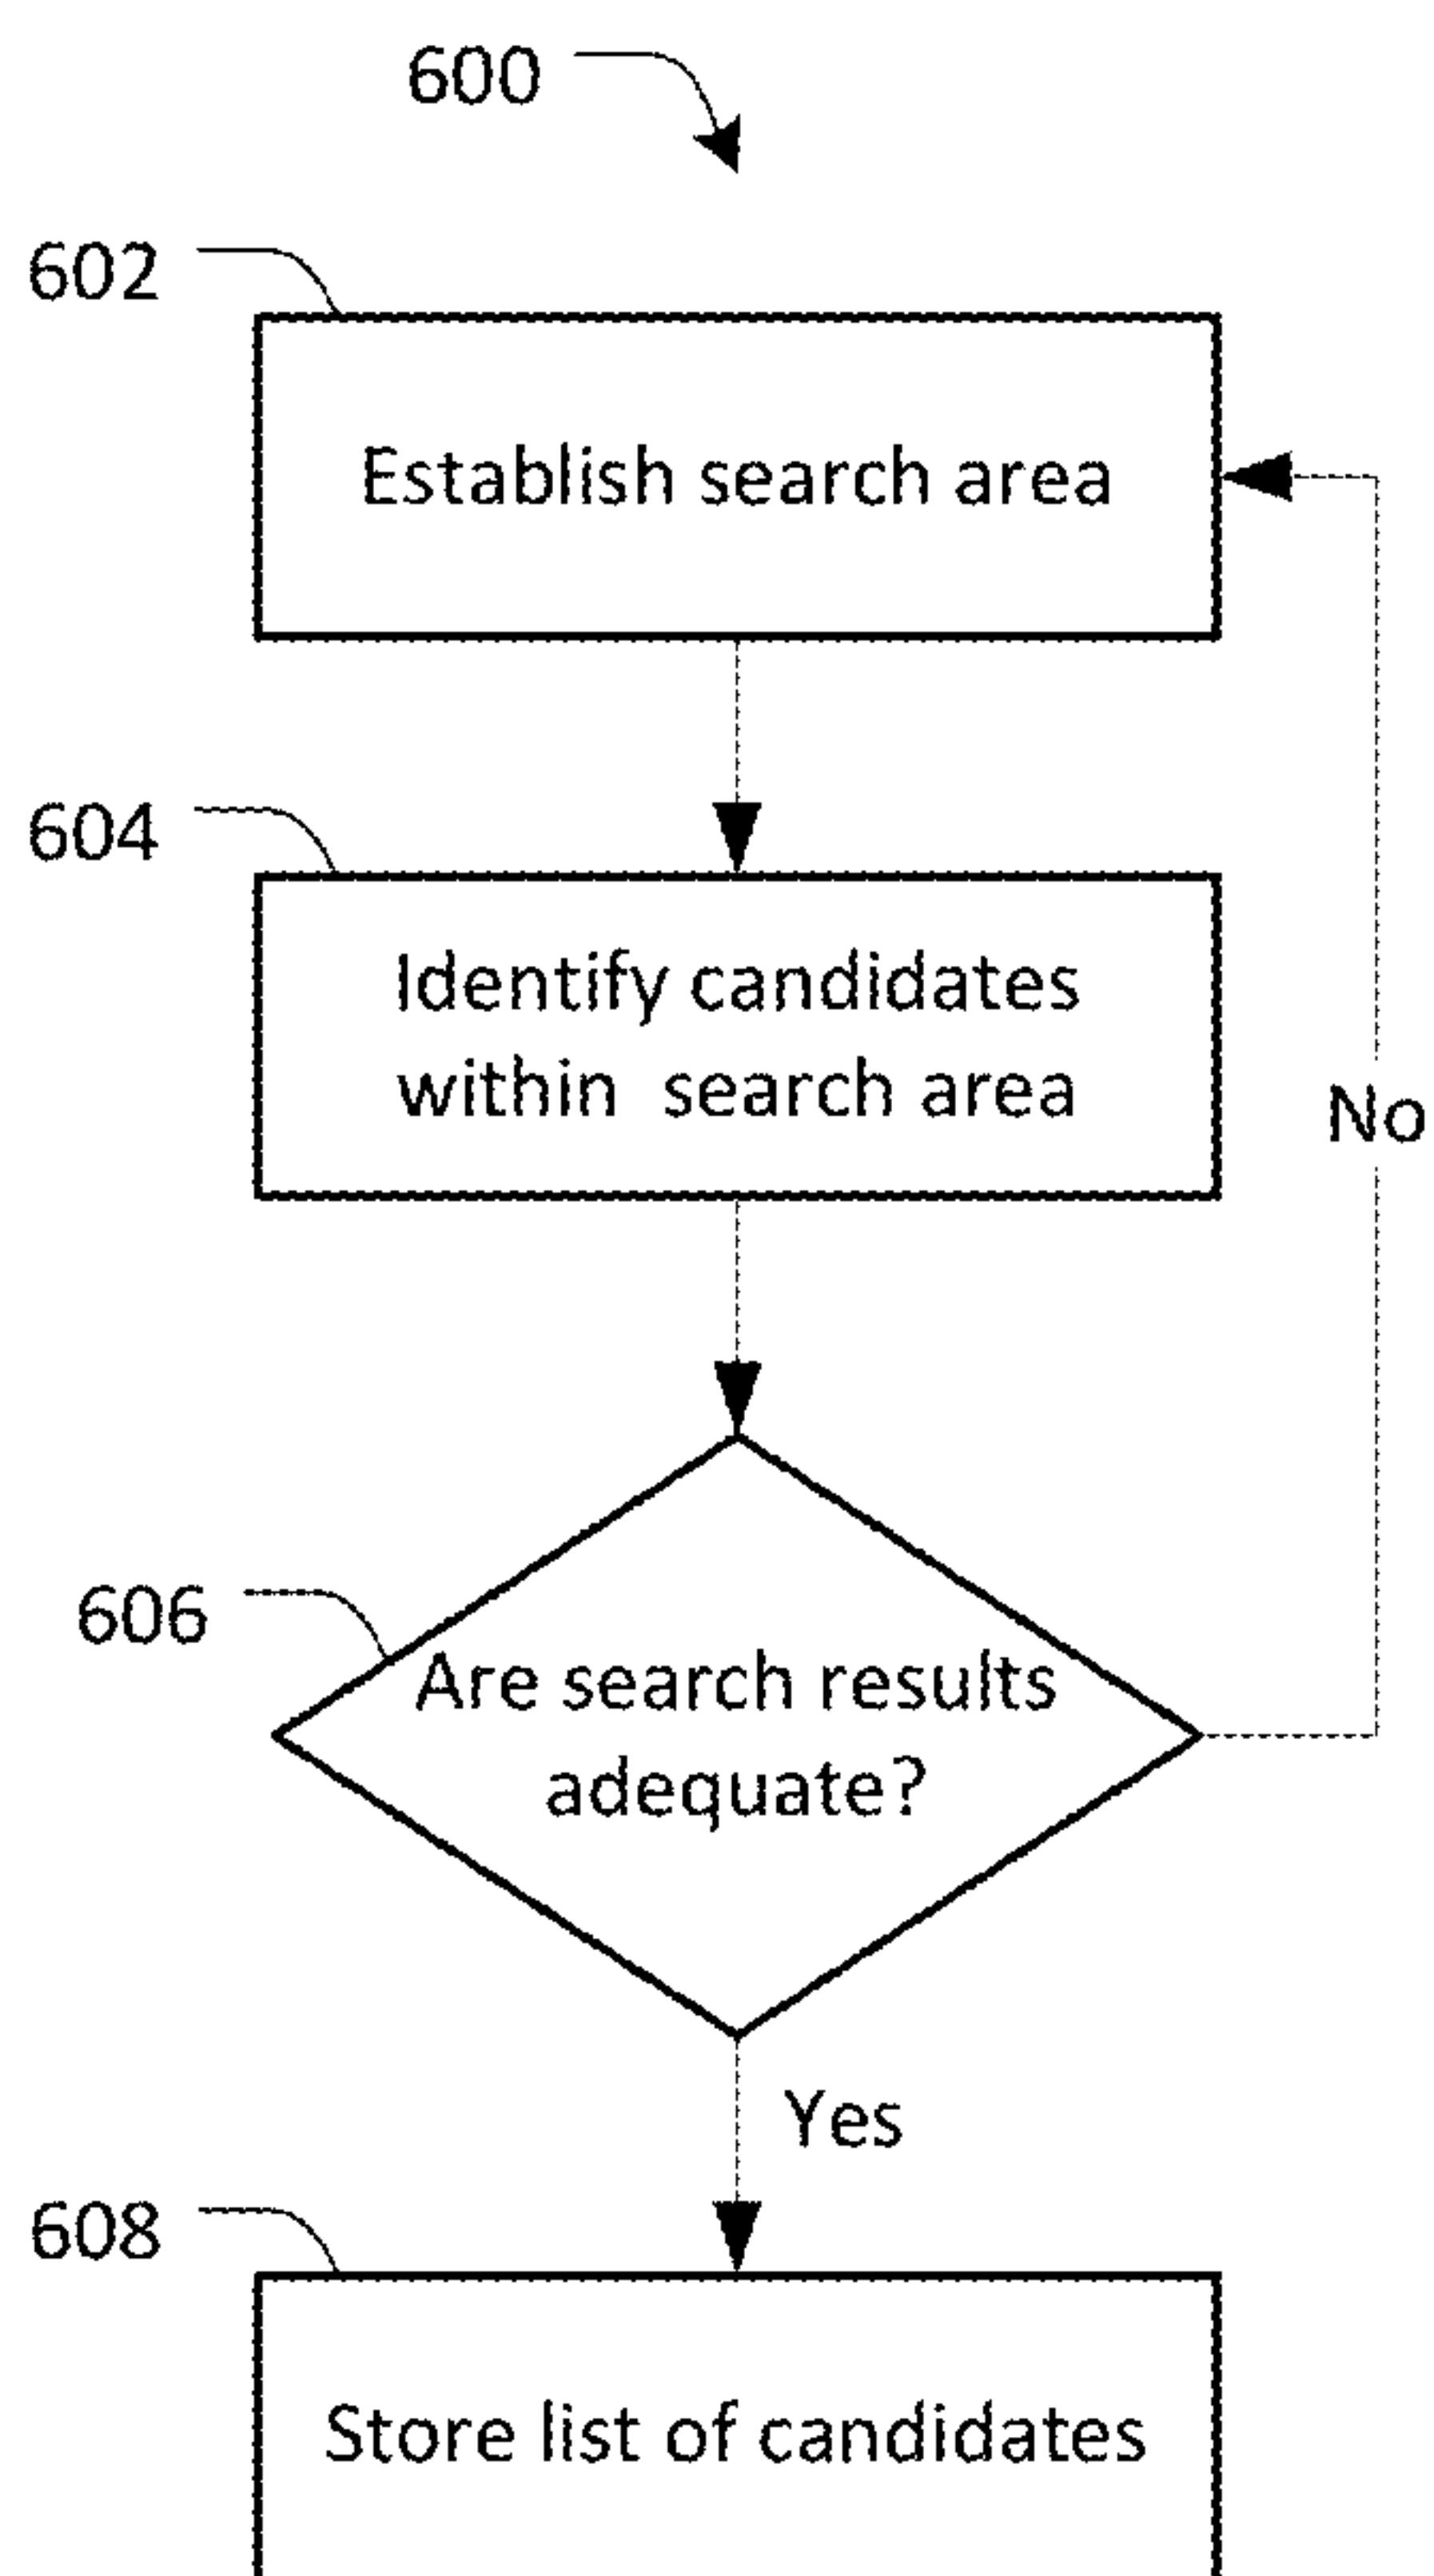 600
602
Establish search area
604
Identify candidates
within  search area
No
606
Are search results
adequate?
Yes
608
Store list of candidates